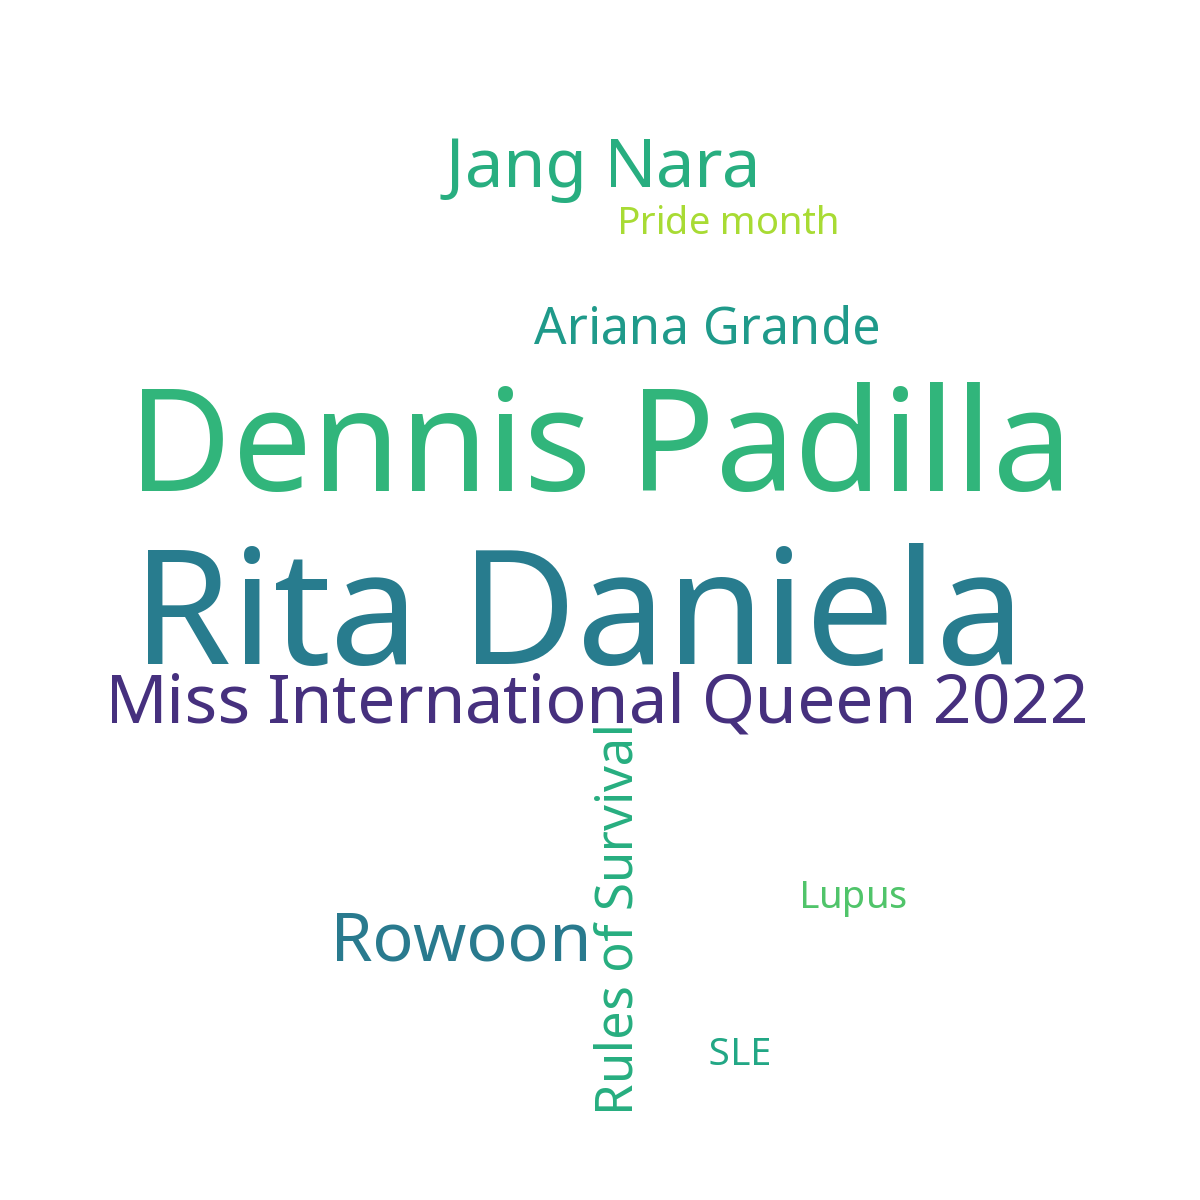 Jang Nara
Pride month
Ariana Grande
Dennis Padilla
Rita Daniela
Miss International Queen 2022
Rules of Survival
Lupus
Rowoon
SLE